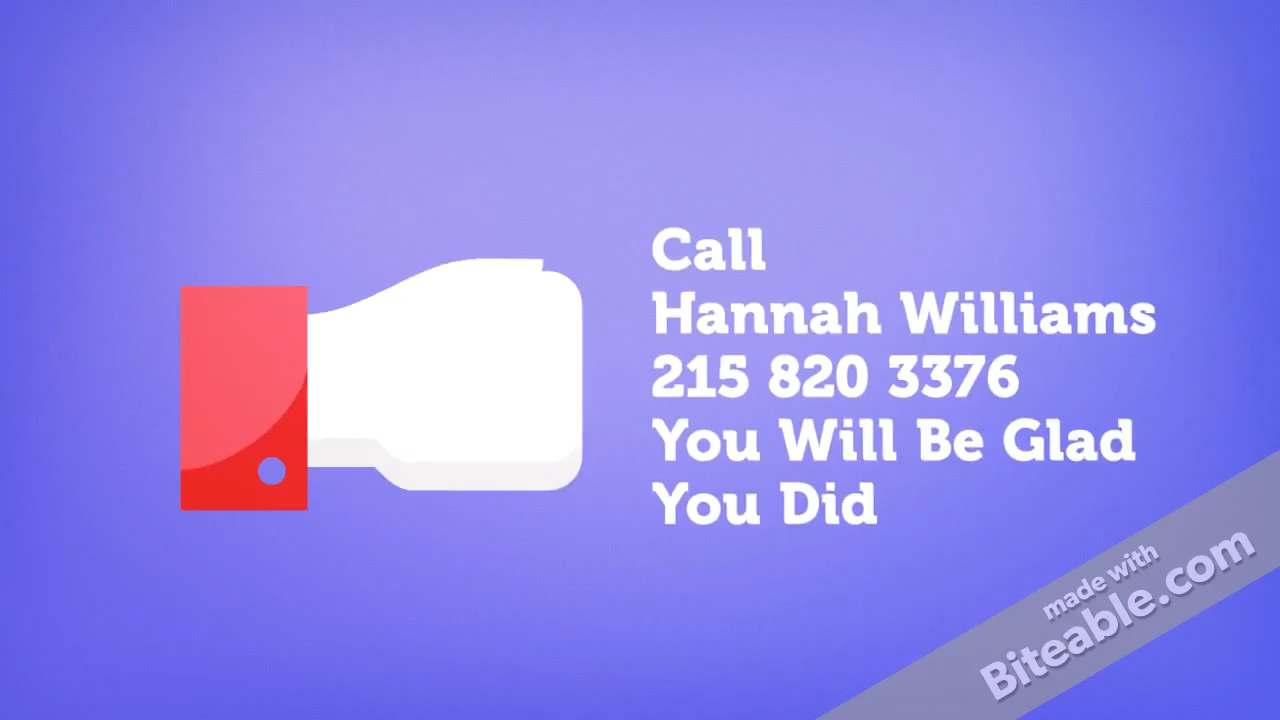 Call
Hannah Williams
215 820 3376
You Will Be Glad
You Did
made with
Biteable.com